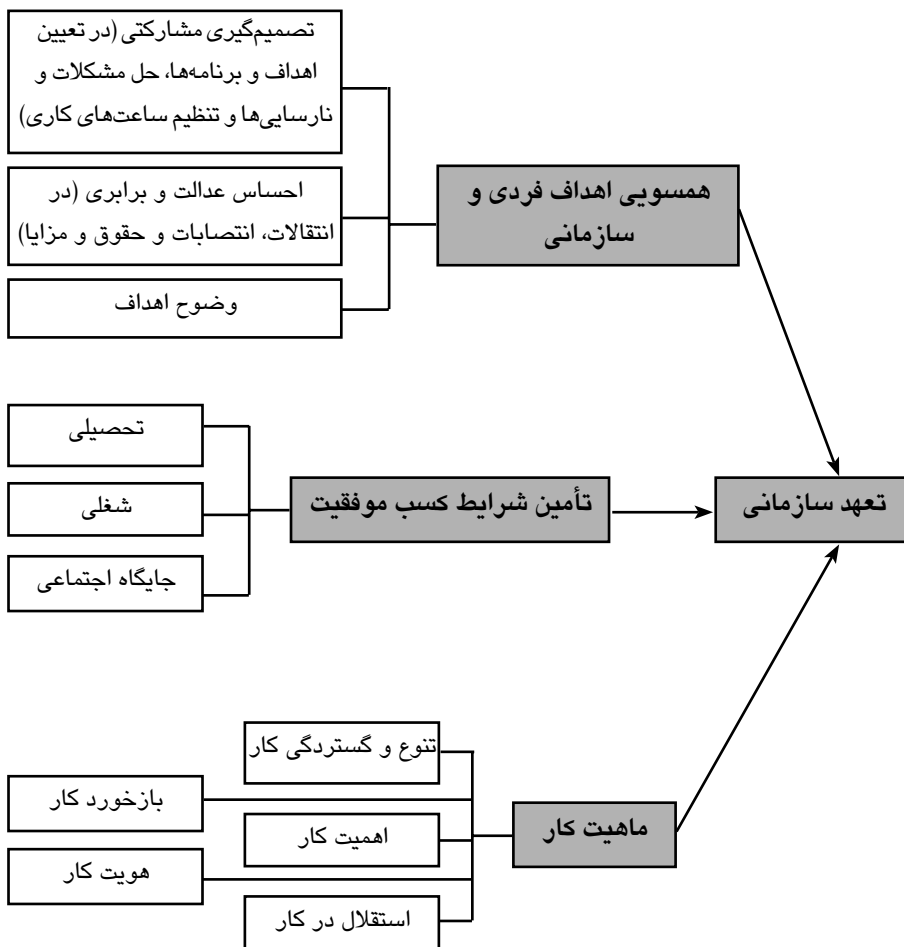 تصمیم‌گیری مشارکتی (در تعیین
اهداف و برنامه‌ها، حل مشکلات و
نارسایی‌ها و تنظیم ساعت‌های کاری)
همسویی اهداف فردی و
سازمانی
احساس عدالت و برابری (در
انتقالات، انتصابات و حقوق و مزایا)
وضوح اهداف
تحصیلی
تعهد سازمانی
تأمین شرایط کسب موفقیت
شغلی
جایگاه اجتماعی
تنوع و گستردگی کار
بازخورد کار
ماهیت کار
اهمیت کار
هویت کار
استقلال در کار